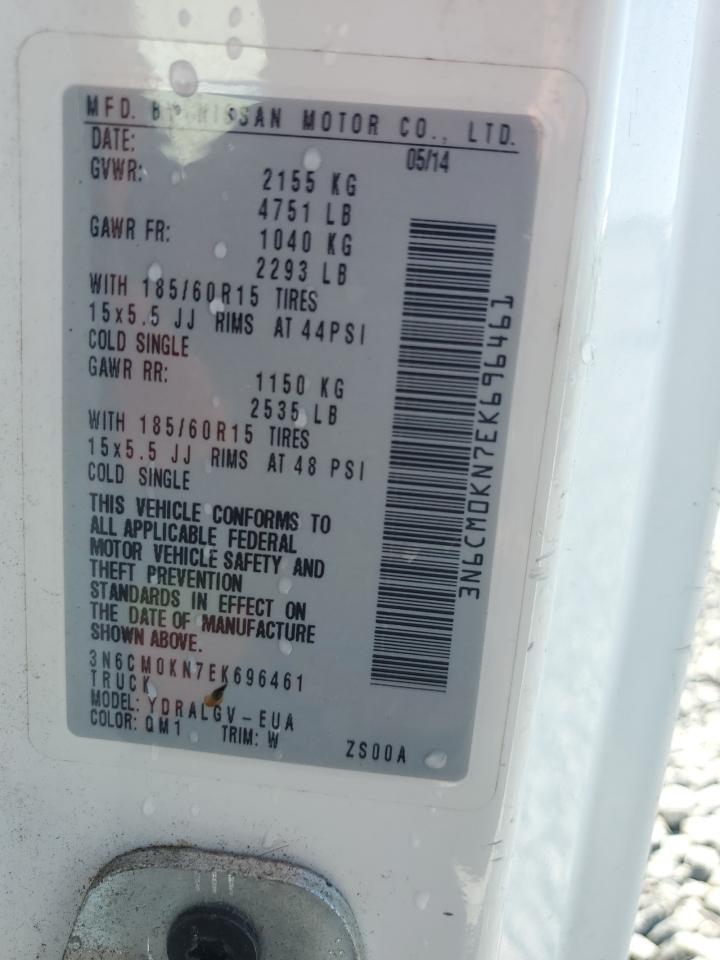 MFD. BY NISSAN MOTOR CO., LTD.
DATE: 05/14
GVWR: 2155 KG
4751 LB
GAWR FR: 1040 KG
2293 LB
WITH 185/60R15 TIRES
15x5.5 JJ RIMS AT 44PSI
COLD SINGLE
GAWR RR: 1150 KG
2535 LB
WITH 185/60R15 TIRES
15x5.5 JJ RIMS AT 48 PSI
COLD SINGLE
THIS VEHICLE CONFORMS TO
ALL APPLICABLE FEDERAL
MOTOR VEHICLE SAFETY AND
THEFT PREVENTION
STANDARDS IN EFFECT ON
THE DATE OF MANUFACTURE
SHOWN ABOVE.
3N6CM0KN7EK696461
TRUCK
MODEL: YDRALGV-EUA
COLOR: QM1 TRIM: W ZS00A
3N6CM0KN7EK696461